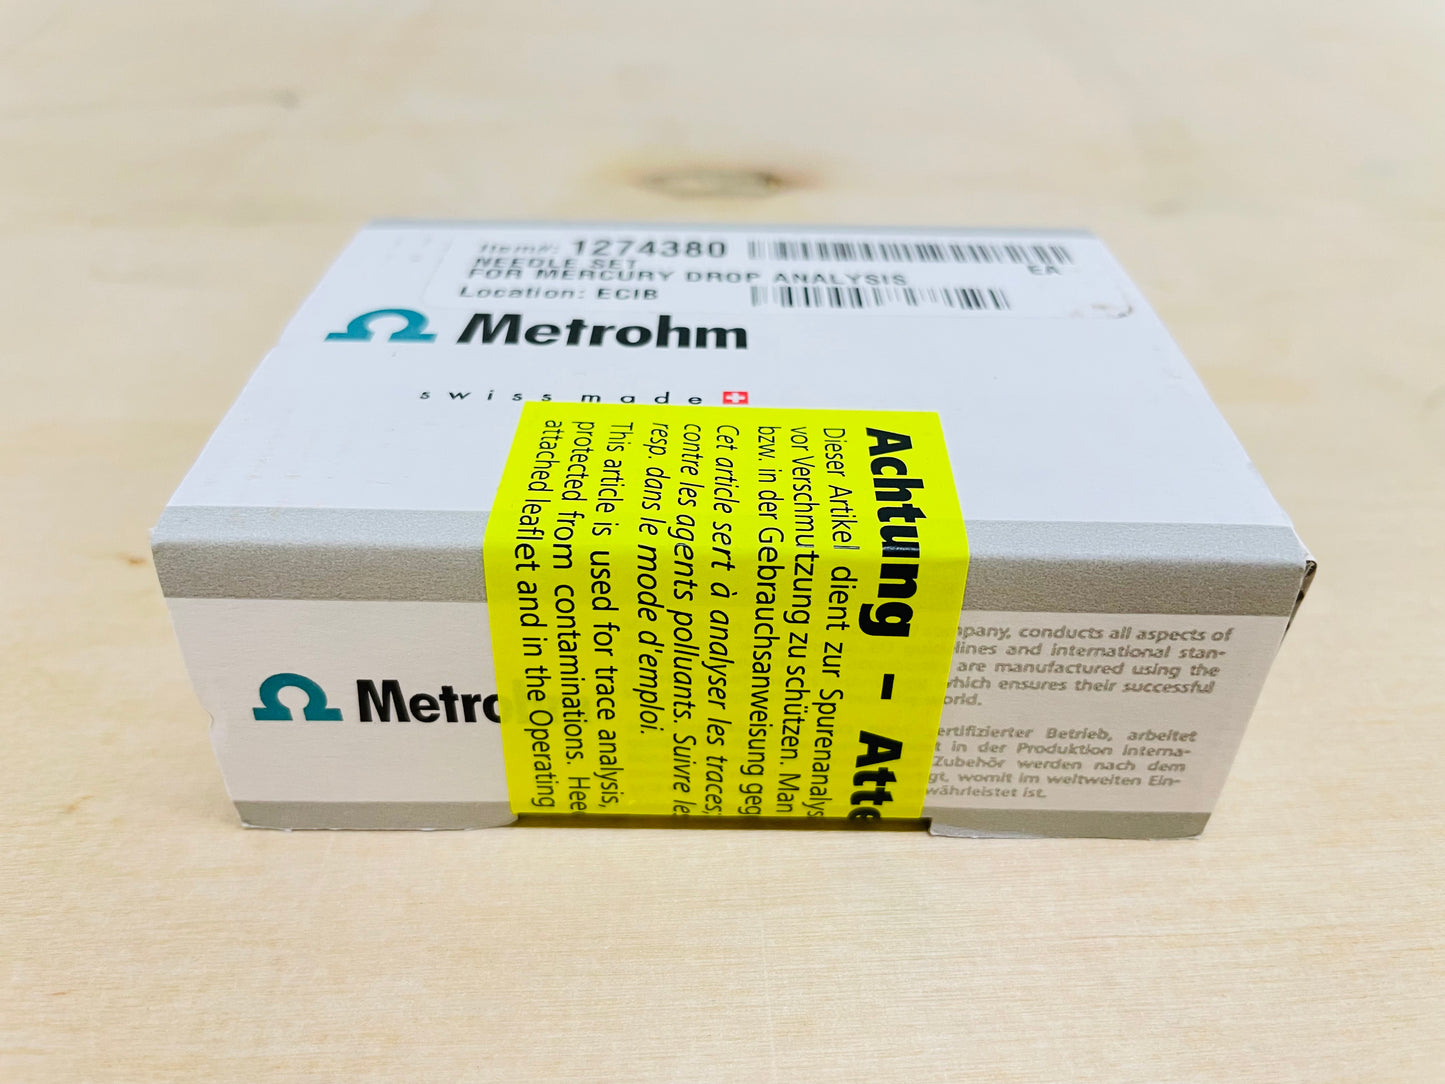 Item#: 1274380
NEEDLE SET
EA
FOR MERCURY DROP ANALYSIS
Location: ECIB
Metrohm
swiss made
Achtung – Atte
Dieser Artikel dient zur Spurenanalys
vor Verschmutzung zu schützen. Man
bzw. in der Gebrauchsanweisung geg
Cet article sert à analyser les traces;
contre les agents polluants. Suivre le
resp. dans le mode d'emploi.
This article is used for trace analysis,
protected from contaminations. Hee
attached leaflet and in the Operating
Metro
company, conducts all aspects of
lines and international stan-
are manufactured using the
which ensures their successful
world.
ertifizierter Betrieb, arbeitet
t in der Produktion interna-
Zubehör werden nach dem
gt, womit im weltweiten Ein-
währleistet ist.